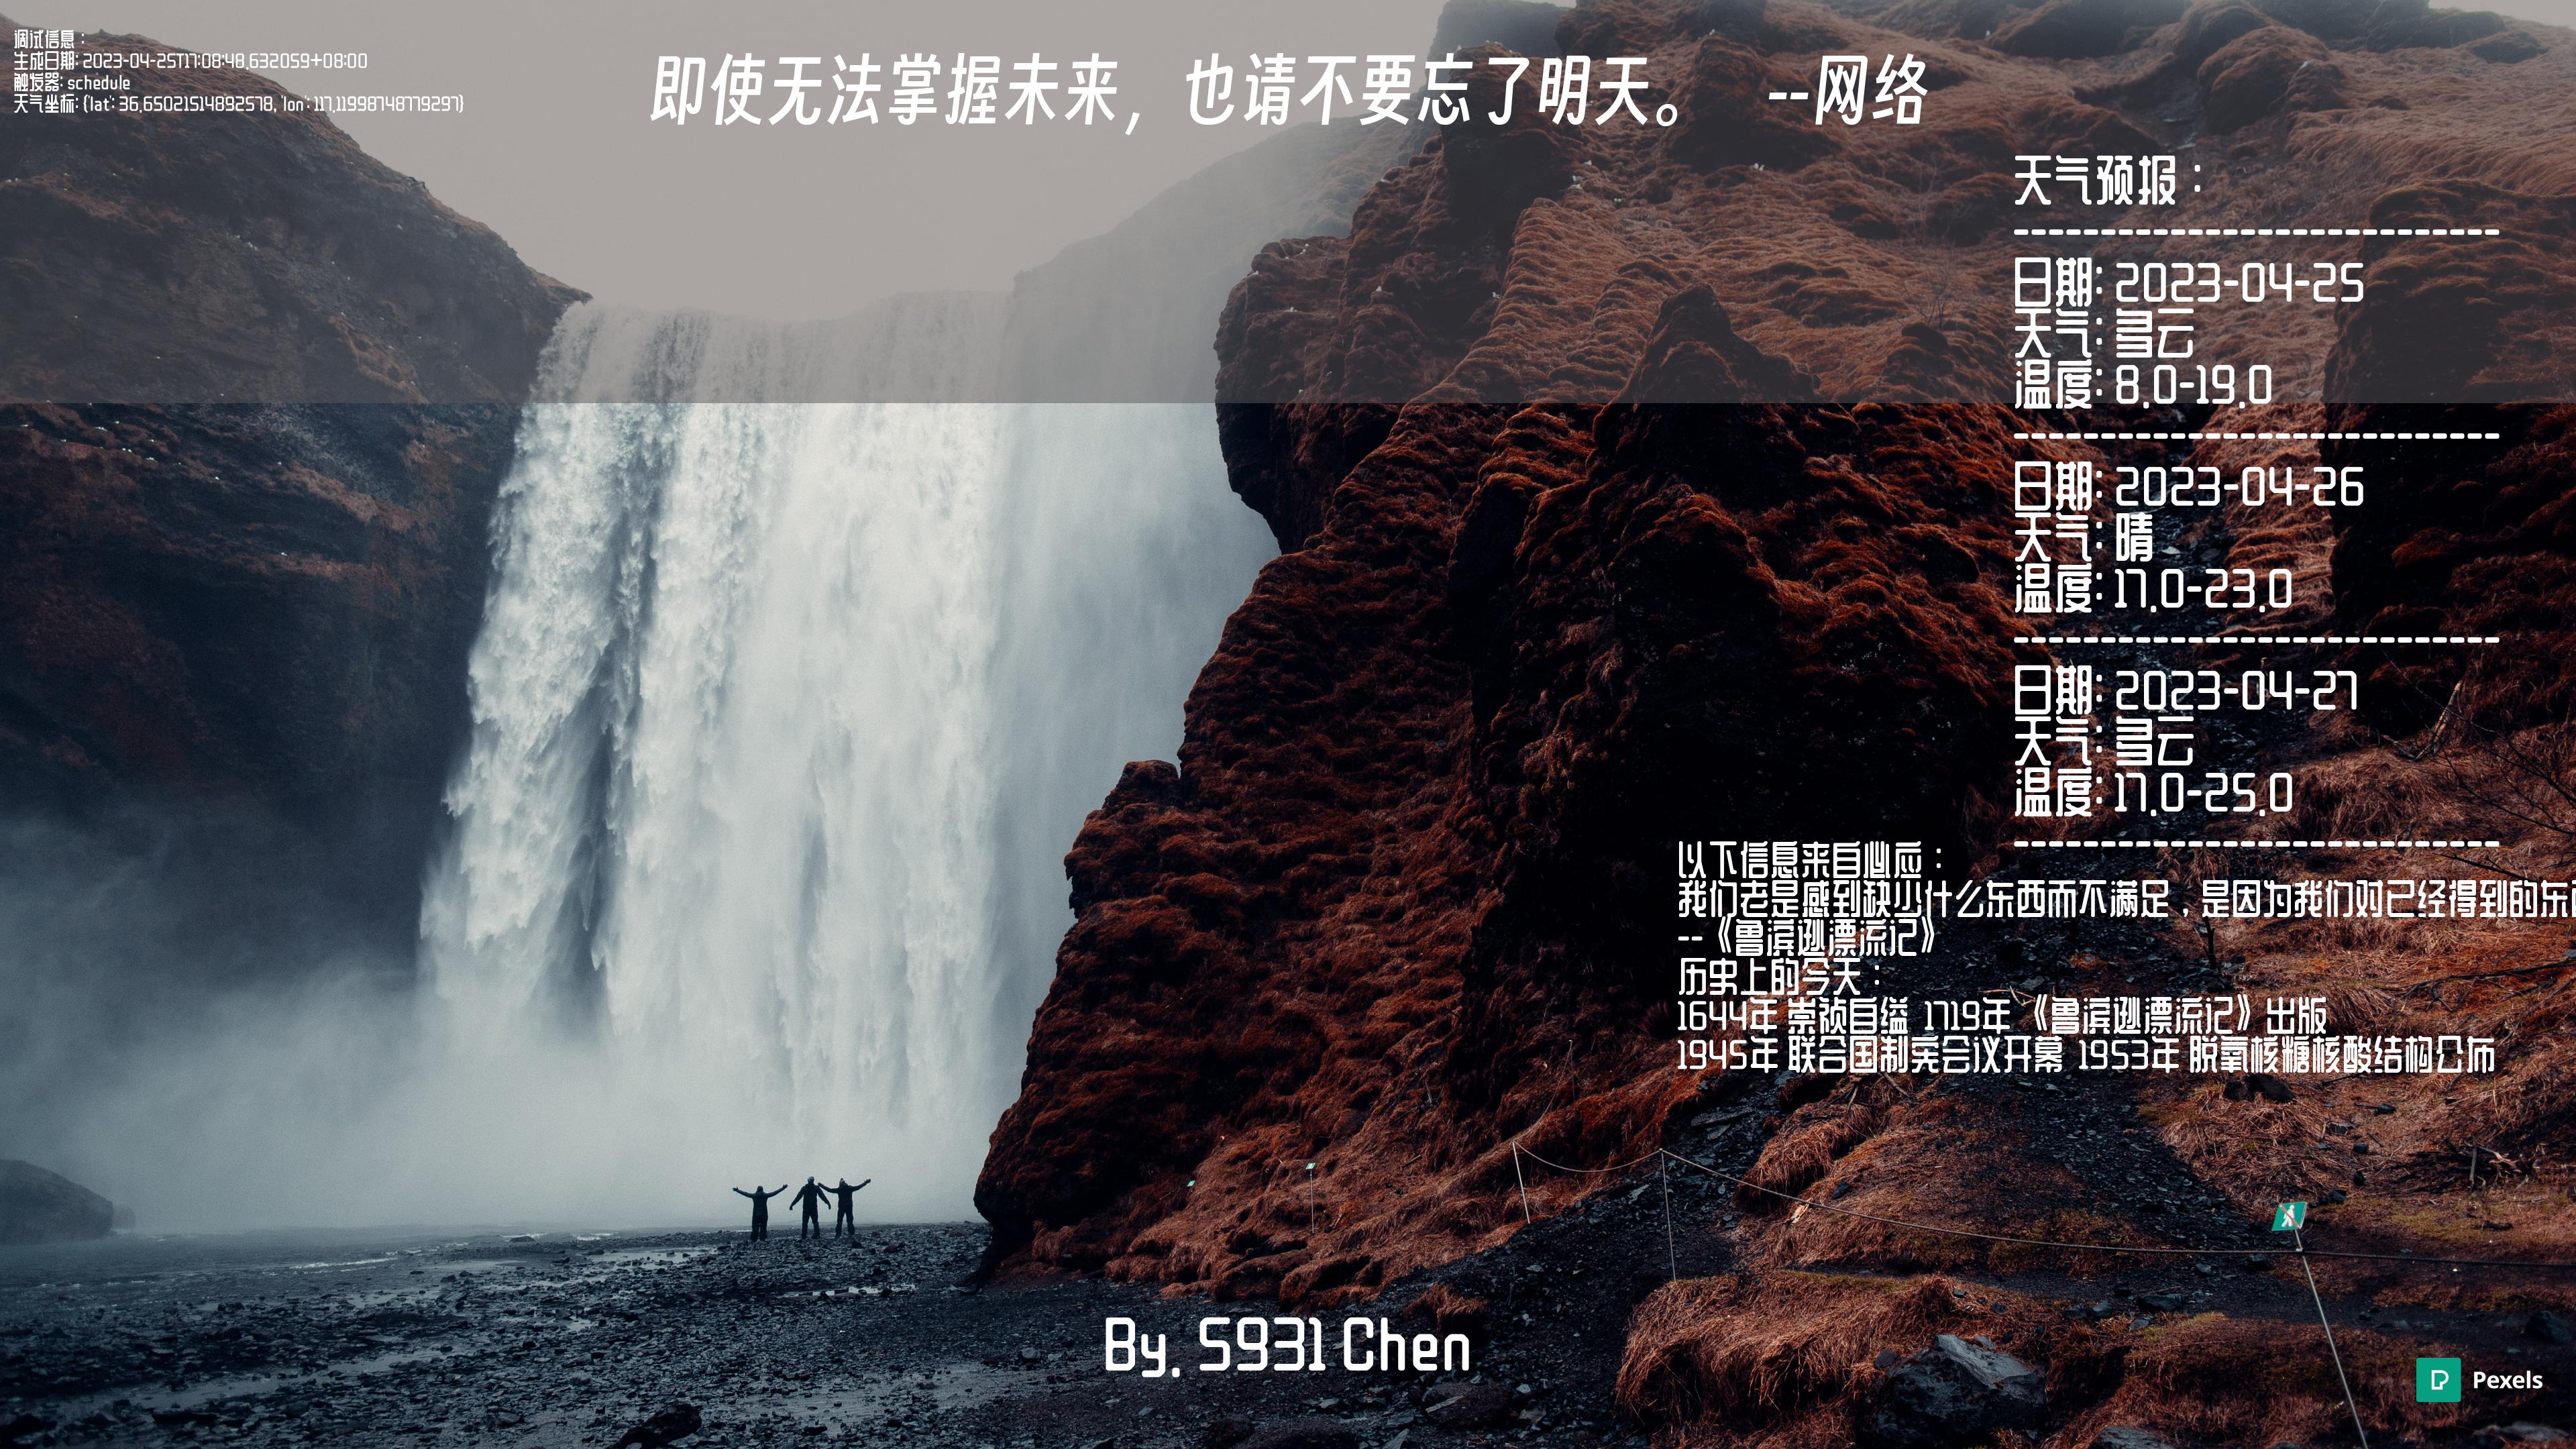 调试信息：
生成日期: 2023-04-25T17:08:48.632059+08:00
触发器: schedule
天气坐标: {'lat': 36.65021514892578, 'lon': 117.11998748779297}
即使无法掌握未来，也请不要忘了明天。 --网络
天气预报：
----------------------------
日期: 2023-04-25
天气: 多云
温度: 8.0-19.0
----------------------------
日期: 2023-04-26
天气: 晴
温度: 17.0-23.0
----------------------------
日期: 2023-04-27
天气: 多云
温度: 17.0-25.0
----------------------------
以下信息来自必应：
我们老是感到缺少什么东西而不满足，是因为我们对已经得到的东
--《鲁滨逊漂流记》
历史上的今天：
1644年 崇祯自缢 1719年《鲁滨逊漂流记》出版
1945年 联合国制宪会议开幕 1953年 脱氧核糖核酸结构公布
By. S931 Chen
Pexels